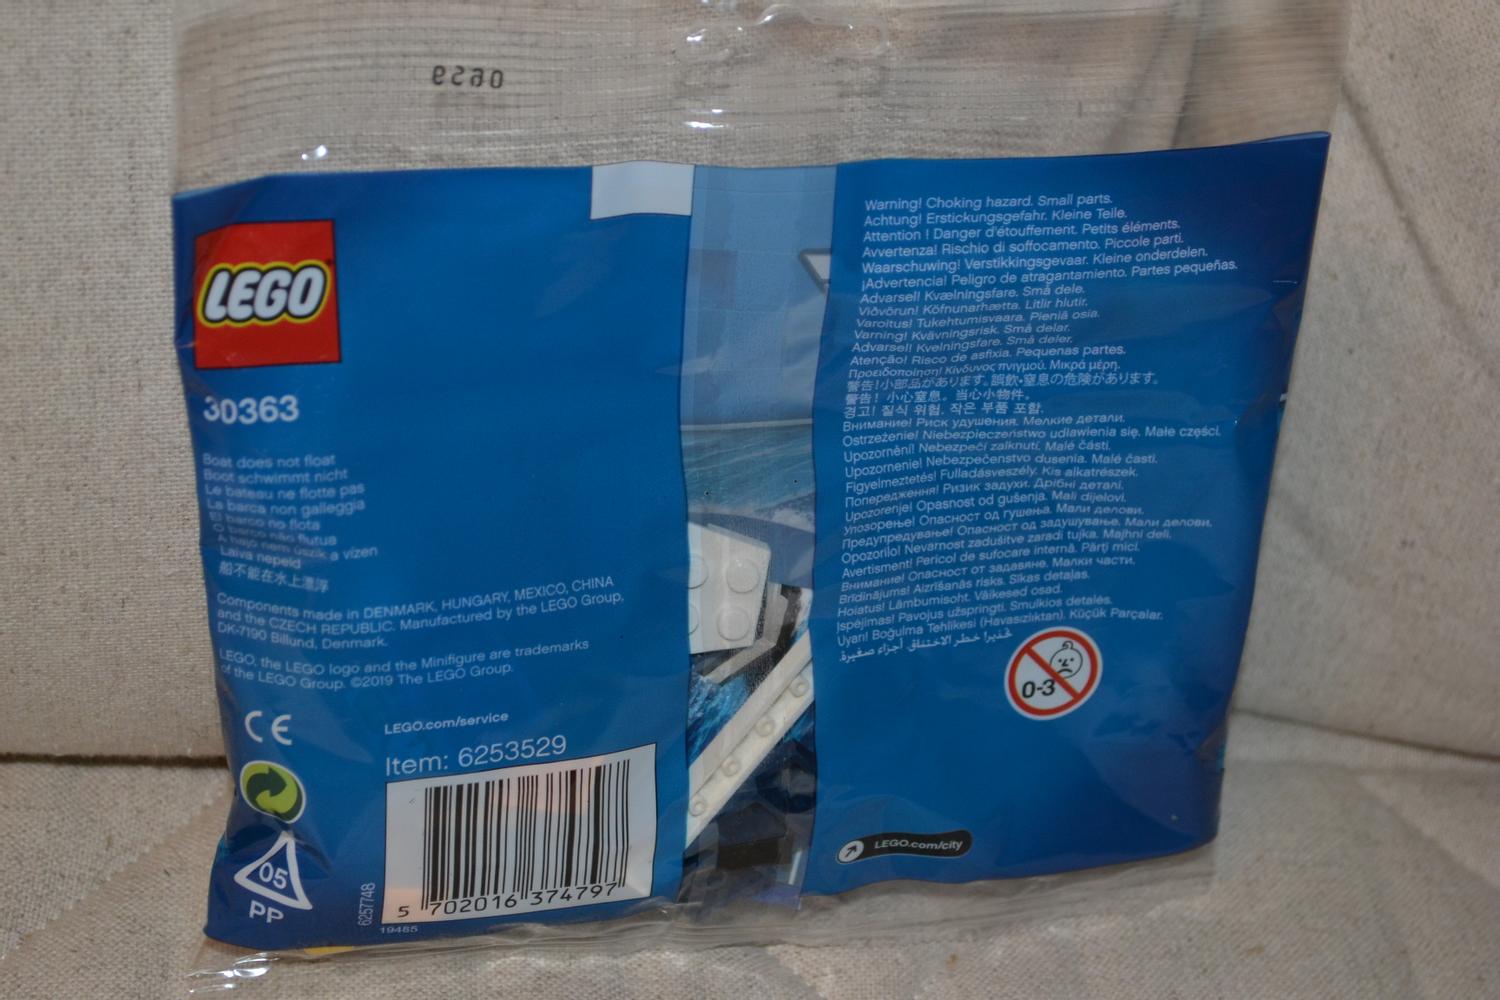 0629
LEGO
30363
Boat does not float
Boot schwimmt nicht
Le bateau ne flotte pas
La barca non galleggia
El barco no flota
O barco não flutua
A hajó nem úszik a vízen
Laiva nepeld
船不能在水上漂浮
Components made in DENMARK, HUNGARY, MEXICO, CHINA
and the CZECH REPUBLIC. Manufactured by the LEGO Group,
DK-7190 Billund, Denmark.
LEGO, the LEGO logo and the Minifigure are trademarks
of the LEGO Group. ©2019 The LEGO Group.
CE
LEGO.com/service
Item: 6253529
05
PP
6257748
5 702016 374797
19485
Warning! Choking hazard. Small parts.
Achtung! Erstickungsgefahr. Kleine Teile.
Attention ! Danger d'étouffement. Petits éléments.
Avvertenza! Rischio di soffocamento. Piccole parti.
Waarschuwing! Verstikkingsgevaar. Kleine onderdelen.
¡Advertencia! Peligro de atragantamiento. Partes pequeñas.
Advarsel! Kvælningsfare. Små dele.
Viðvörun! Köfnunarhætta. Litlir hlutir.
Varoitus! Tukehtumisvaara. Pieniä osia.
Varning! Kvävningsrisk. Små delar.
Advarsel! Kvelningsfare. Små deler.
Atenção! Risco de asfixia. Pequenas partes.
Προειδοποίηση! Κίνδυνος πνιγμού. Μικρά μέρη.
警告!小部品があります。誤飲・窒息の危険があります。
警告! 小心窒息。当心小物件。
경고! 질식 위험. 작은 부품 포함.
Внимание! Риск удушения. Мелкие детали.
Ostrzeżenie! Niebezpieczeństwo udławienia się. Małe części.
Upozornění! Nebezpečí zalknutí. Malé části.
Upozornenie! Nebezpečenstvo dusenia. Malé časti.
Figyelmeztetés! Fulladásveszély. Kis alkatrészek.
Попередження! Ризик задухи. Дрібні деталі.
Upozorenje! Opasnost od gušenja. Mali dijelovi.
Упозорење! Опасност од гушења. Мали делови.
Предупредување! Опасност од задушување. Мали делови.
Opozorilo! Nevarnost zadušitve zaradi tujka. Majhni deli.
Avertisment! Pericol de sufocare internă. Părți mici.
Внимание! Опасност от задавяне. Малки части.
Brīdinājums! Aizrīšanās risks. Sīkas detaļas.
Hoiatus! Lämbumisoht. Väikesed osad.
Įspėjimas! Pavojus užspringti. Smulkios detalės.
Uyarı! Boğulma Tehlikesi (Havasızlıktan). Küçük Parçalar.
تحذير! خطر الاختناق. أجزاء صغيرة.
0-3
LEGO.com/city